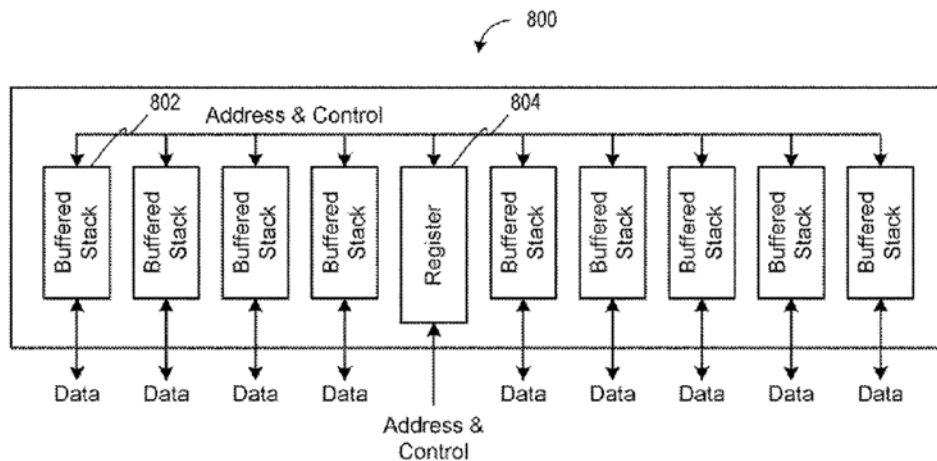 800
802
Address & Control
804
Buffered
Stack
Buffered
Stack
Buffered
Stack
Buffered
Stack
Register
Buffered
Stack
Buffered
Stack
Buffered
Stack
Buffered
Stack
Buffered
Stack
Data
Data
Data
Data
Data
Data
Data
Data
Data
Address &
Control